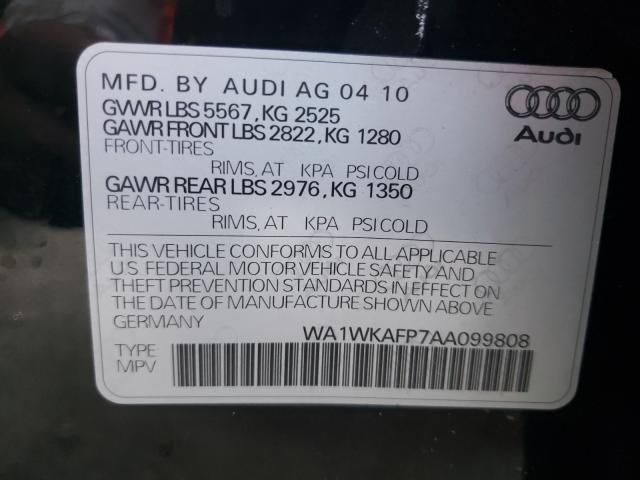 MFD. BY AUDI AG 04 10
GVWR LBS 5567, KG 2525
GAWR FRONT LBS 2822, KG 1280
FRONT-TIRES
RIMS, AT KPA PSI COLD
GAWR REAR LBS 2976, KG 1350
REAR-TIRES
RIMS, AT KPA PSI COLD
Audi
THIS VEHICLE CONFORMS TO ALL APPLICABLE
U.S. FEDERAL MOTOR VEHICLE SAFETY AND
THEFT PREVENTION STANDARDS IN EFFECT ON
THE DATE OF MANUFACTURE SHOWN ABOVE
GERMANY WA1WKAFP7AA099808
TYPE
MPV